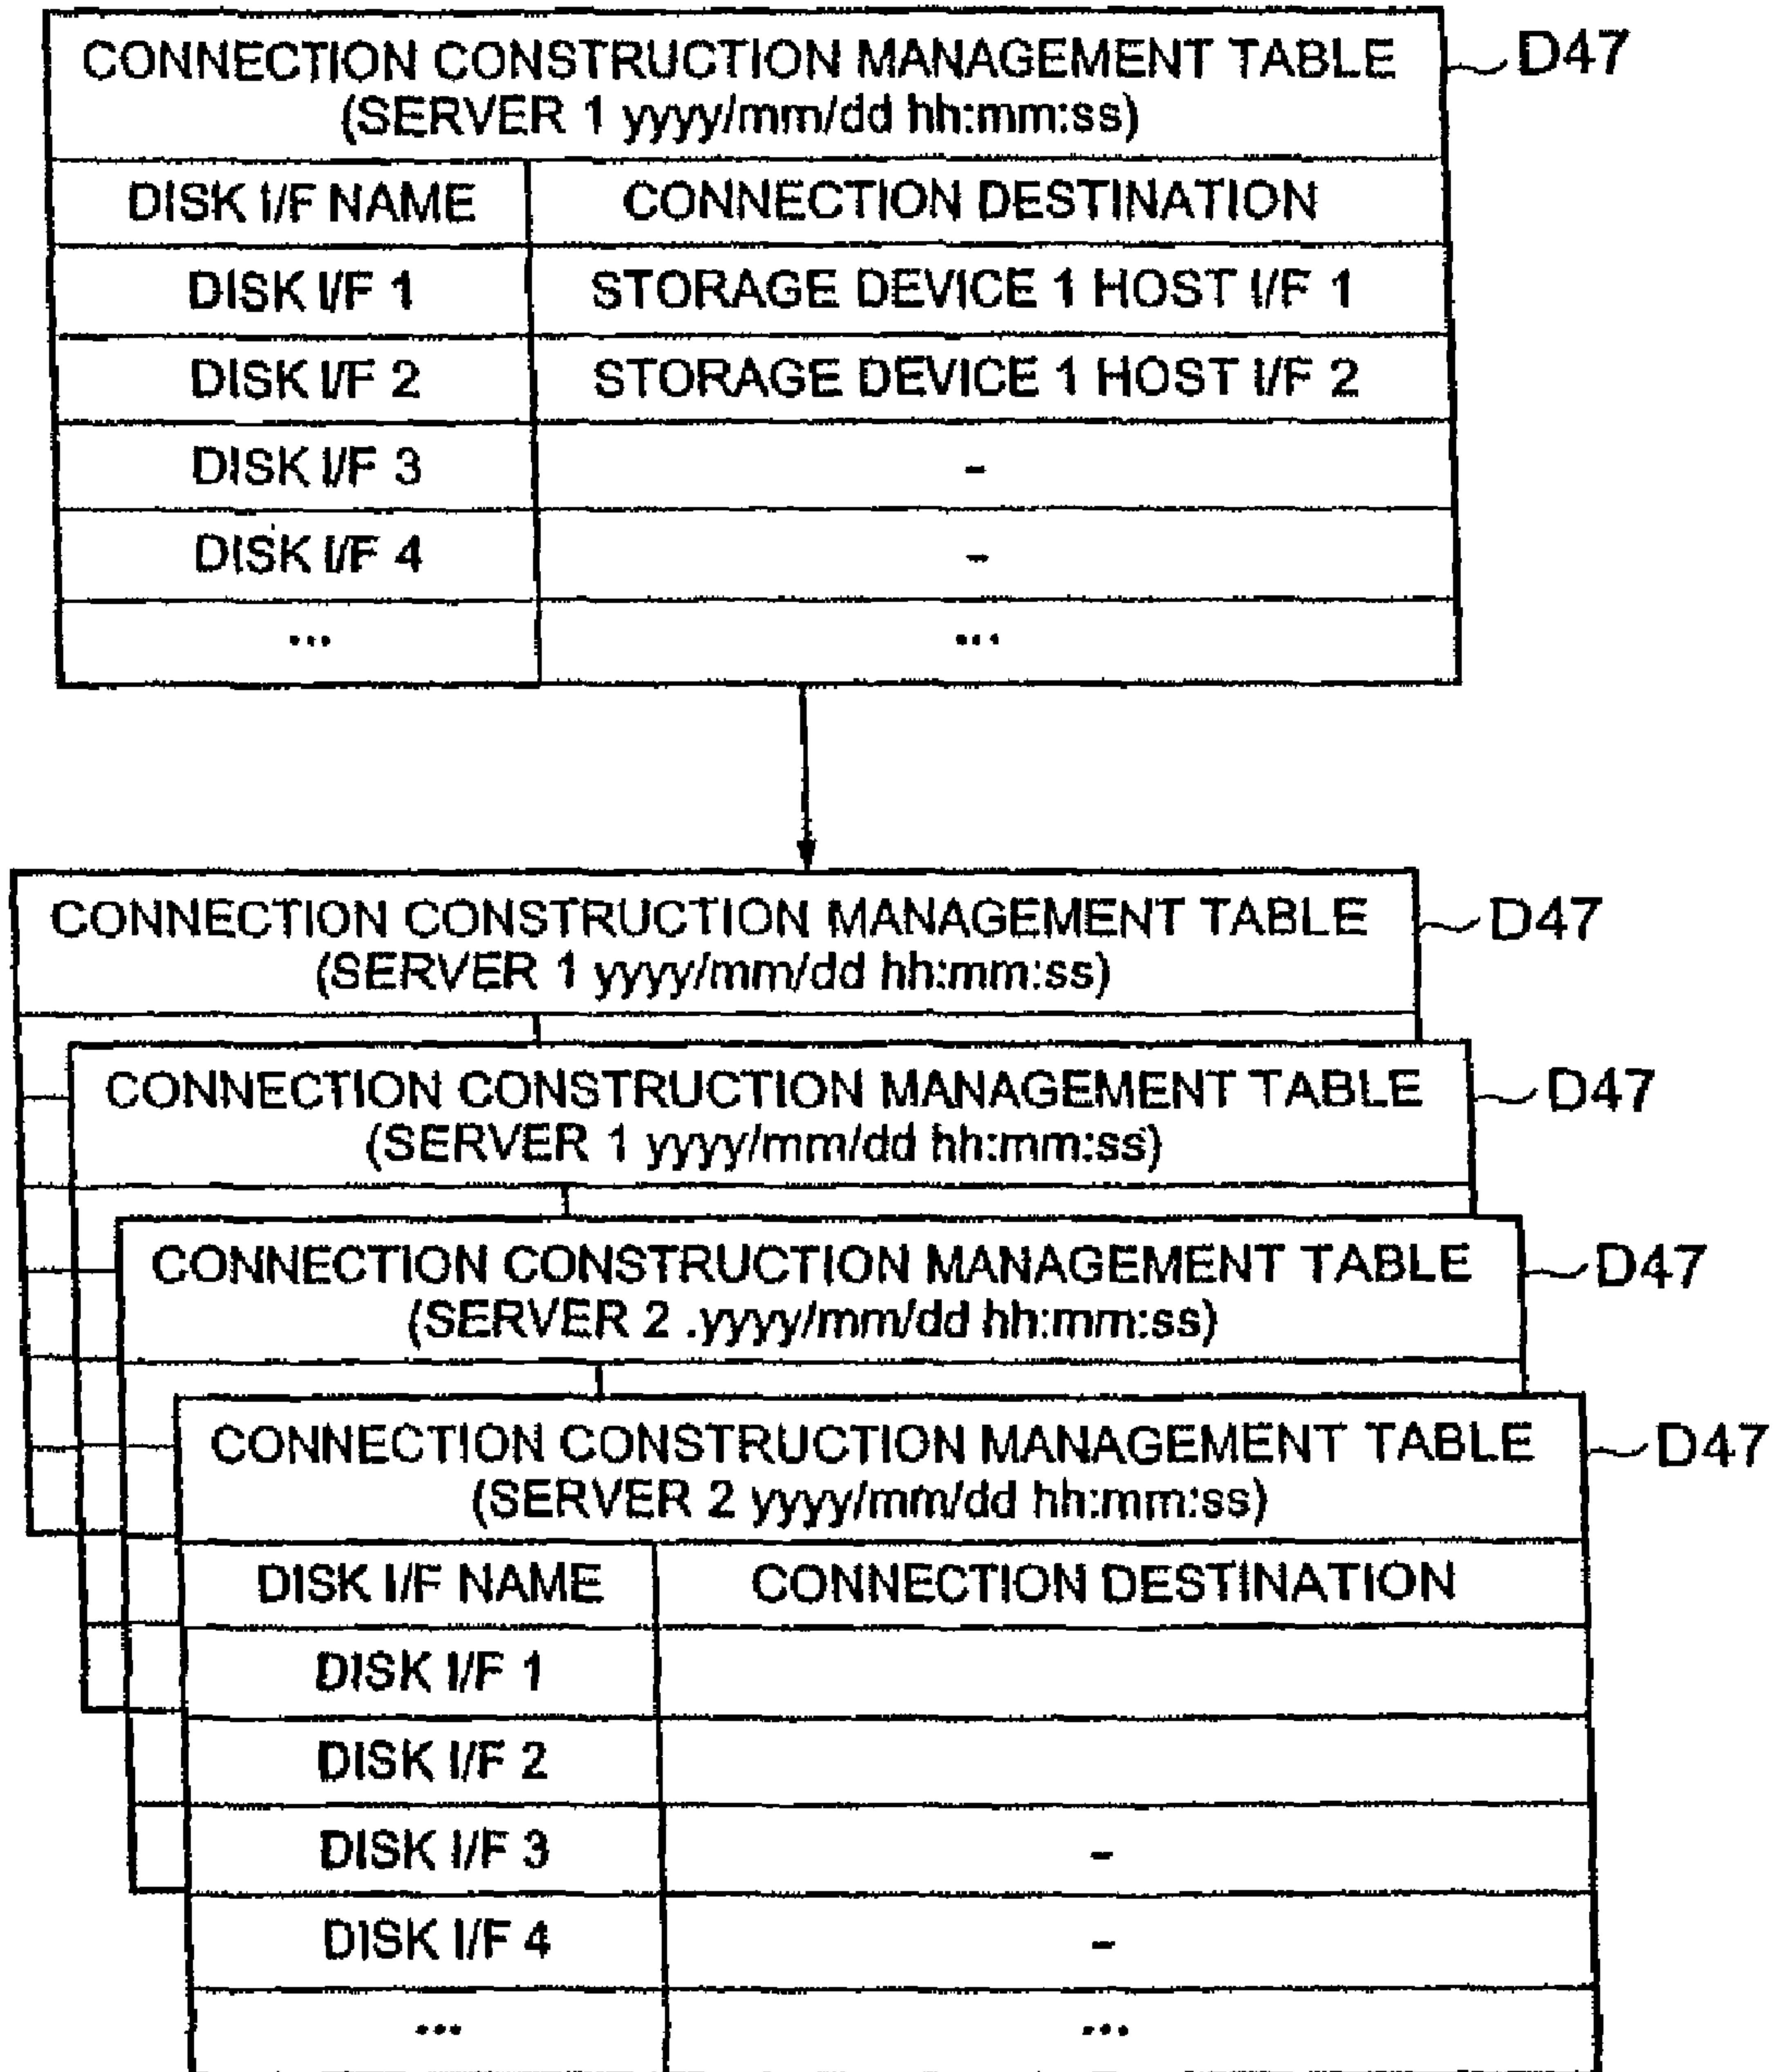 CONNECTION CONSTRUCTION MANAGEMENT TABLE D47
(SERVER 1 yyyy/mm/dd hh:mm:ss)
DISK I/F NAME CONNECTION DESTINATION
DISK I/F 1 STORAGE DEVICE 1 HOST I/F 1
DISK I/F 2 STORAGE DEVICE 1 HOST I/F 2
DISK I/F 3 -
DISK I/F 4 -
... ...
CONNECTION CONSTRUCTION MANAGEMENT TABLE D47
(SERVER 1 yyyy/mm/dd hh:mm:ss)
CONNECTION CONSTRUCTION MANAGEMENT TABLE D47
(SERVER 1 yyyy/mm/dd hh:mm:ss)
CONNECTION CONSTRUCTION MANAGEMENT TABLE D47
(SERVER 2 .yyyy/mm/dd hh:mm:ss)
CONNECTION CONSTRUCTION MANAGEMENT TABLE D47
(SERVER 2 yyyy/mm/dd hh:mm:ss)
DISK I/F NAME CONNECTION DESTINATION
DISK I/F 1
DISK I/F 2
DISK I/F 3 -
DISK I/F 4 -
... ...